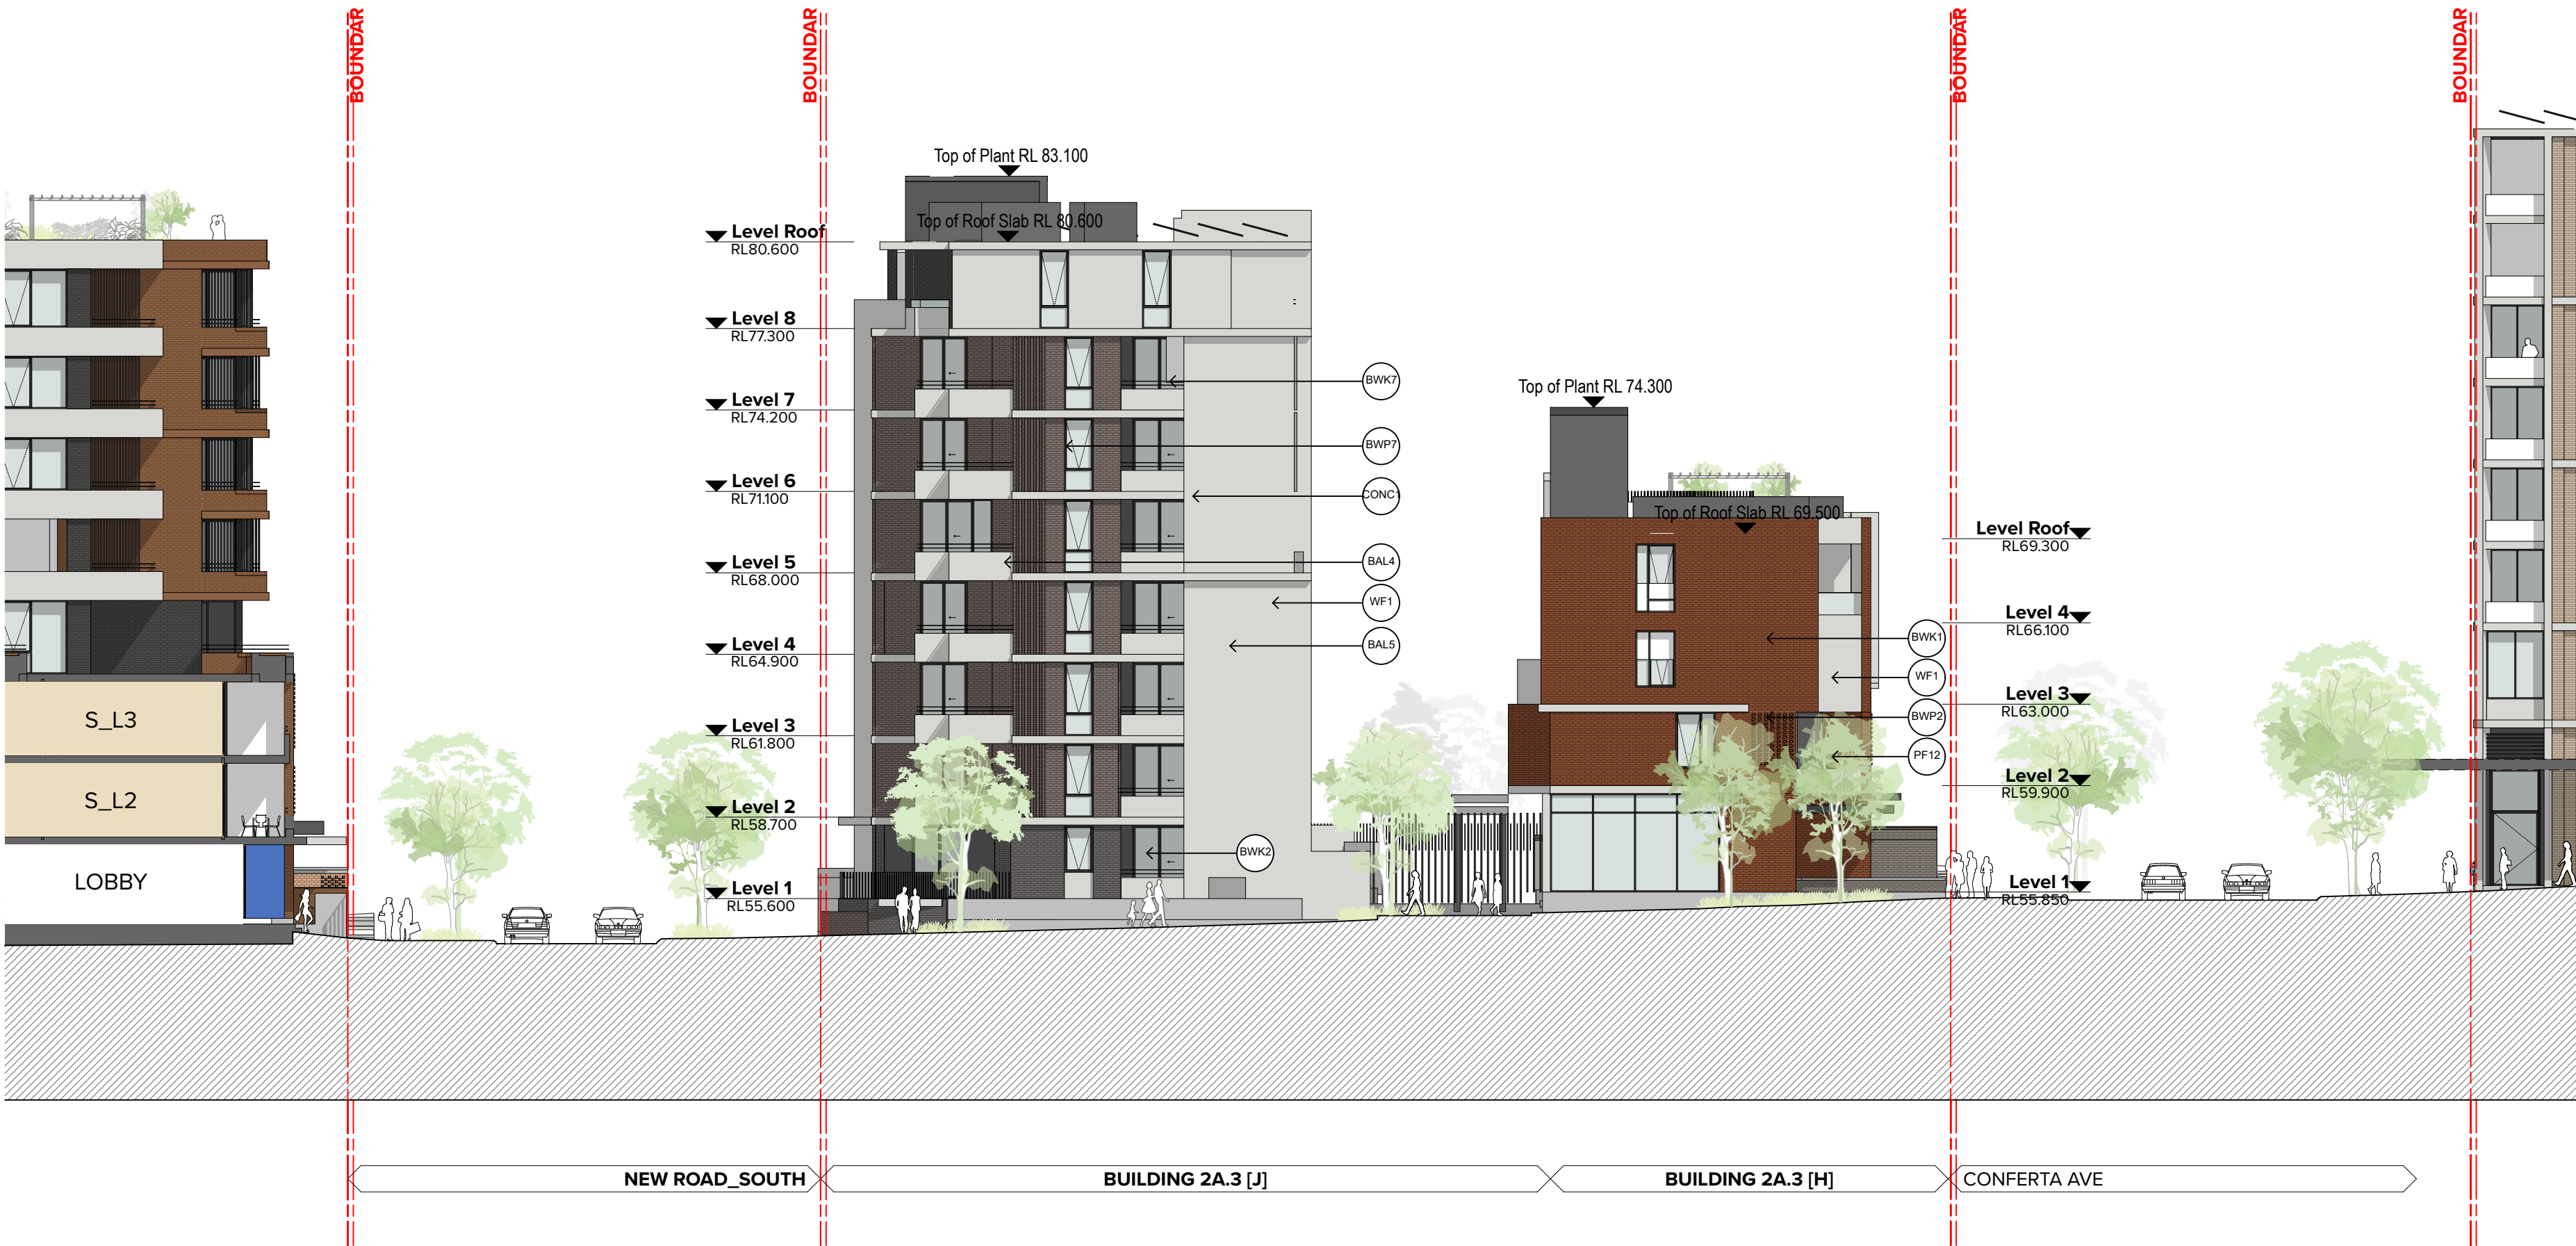 BOUNDAR
BOUNDAR
BOUNDAR
BOUNDAR
Top of Plant RL 83.100
Top of Roof Slab RL 80.600
Level Roof
RL80.600
Level 8
RL77.300
Level 7
RL74.200
Level 6
RL71.100
Level 5
RL68.000
Level 4
RL64.900
Level 3
RL61.800
Level 2
RL58.700
Level 1
RL55.600
BWK7
BWP7
CONC1
BAL4
WF1
BAL5
BWK2
Top of Plant RL 74.300
Top of Roof Slab RL 69.500
BWK1
WF1
BWP2
PF12
Level Roof
RL69.300
Level 4
RL66.100
Level 3
RL63.000
Level 2
RL59.900
Level 1
RL55.850
S_L3
S_L2
LOBBY
NEW ROAD_SOUTH
BUILDING 2A.3 [J]
BUILDING 2A.3 [H]
CONFERTA AVE